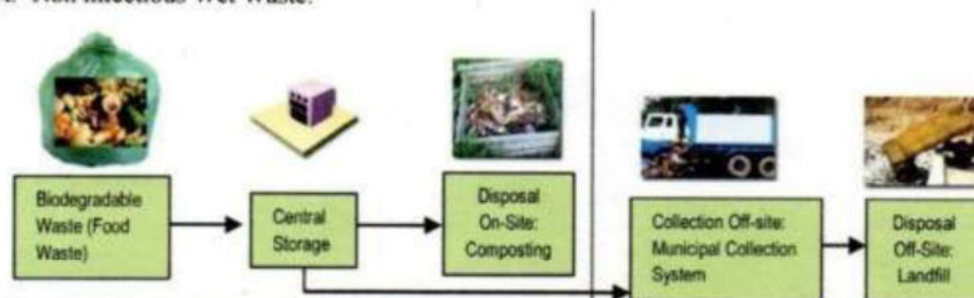 Non-infectious Wet Waste:
Biodegradable
Waste (Food
Waste)
Central
Storage
Disposal
On-Site:
Composting
Collection Off-site:
Municipal Collection
System
Disposal
Off-Site:
Landfill